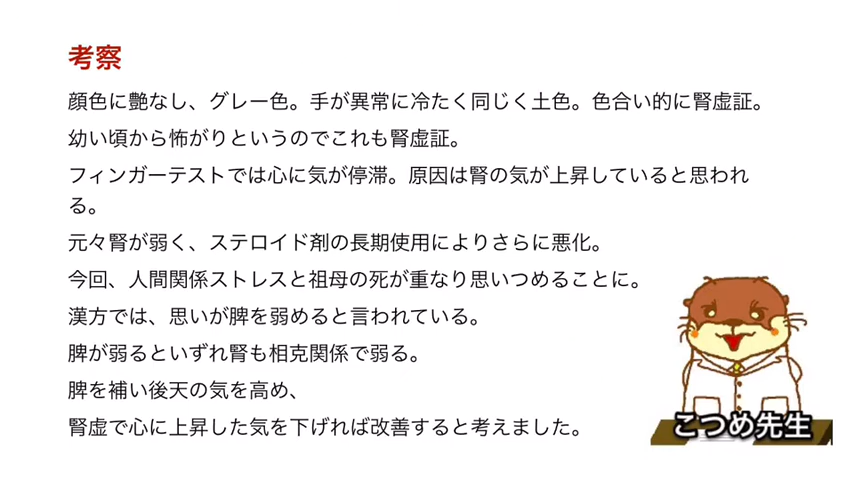 考察
顔色に艶なし、グレー色。手が異常に冷たく同じく土色。色合い的に腎虚証。
幼い頃から怖がりというのでこれも腎虚証。
フィンガーテストでは心に気が停滞。原因は腎の気が上昇していると思われ
る。
元々腎が弱く、ステロイド剤の長期使用によりさらに悪化。
今回、人間関係ストレスと祖母の死が重なり思いつめることに。
漢方では、思いが脾を弱めると言われている。
脾が弱るといずれ腎も相克関係で弱る。
脾を補い後天の気を高め、
腎虚で心に上昇した気を下げれば改善すると考えました。
こつめ先生